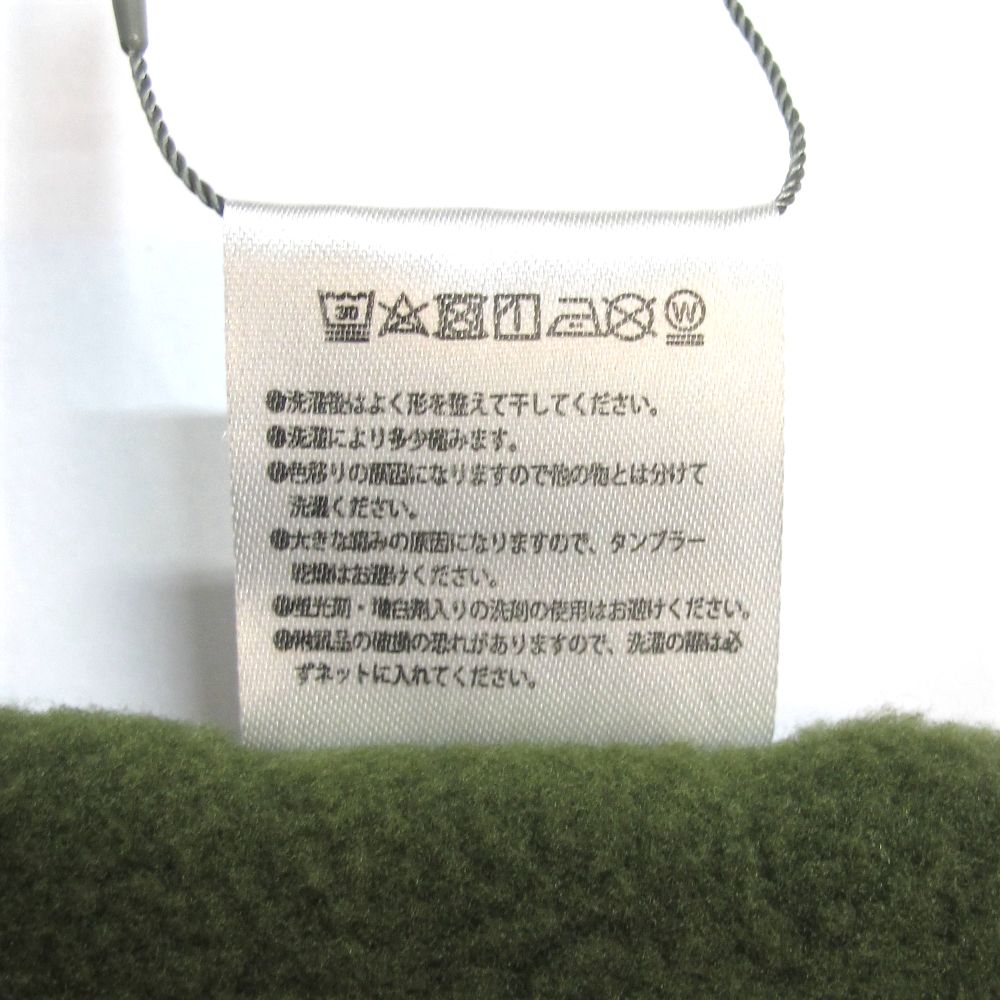 30 W
●洗濯後はよく形を整えて干してください。
●洗濯により多少縮みます。
●色移りの原因になりますので他の物とは分けて
洗濯ください。
●大きな縮みの原因になりますので、タンブラー
乾燥はお避けください。
●蛍光剤・増白剤入りの洗剤の使用はお避けください。
●の破損の恐れがありますので、洗濯の際は必
ずネットに入れてください。